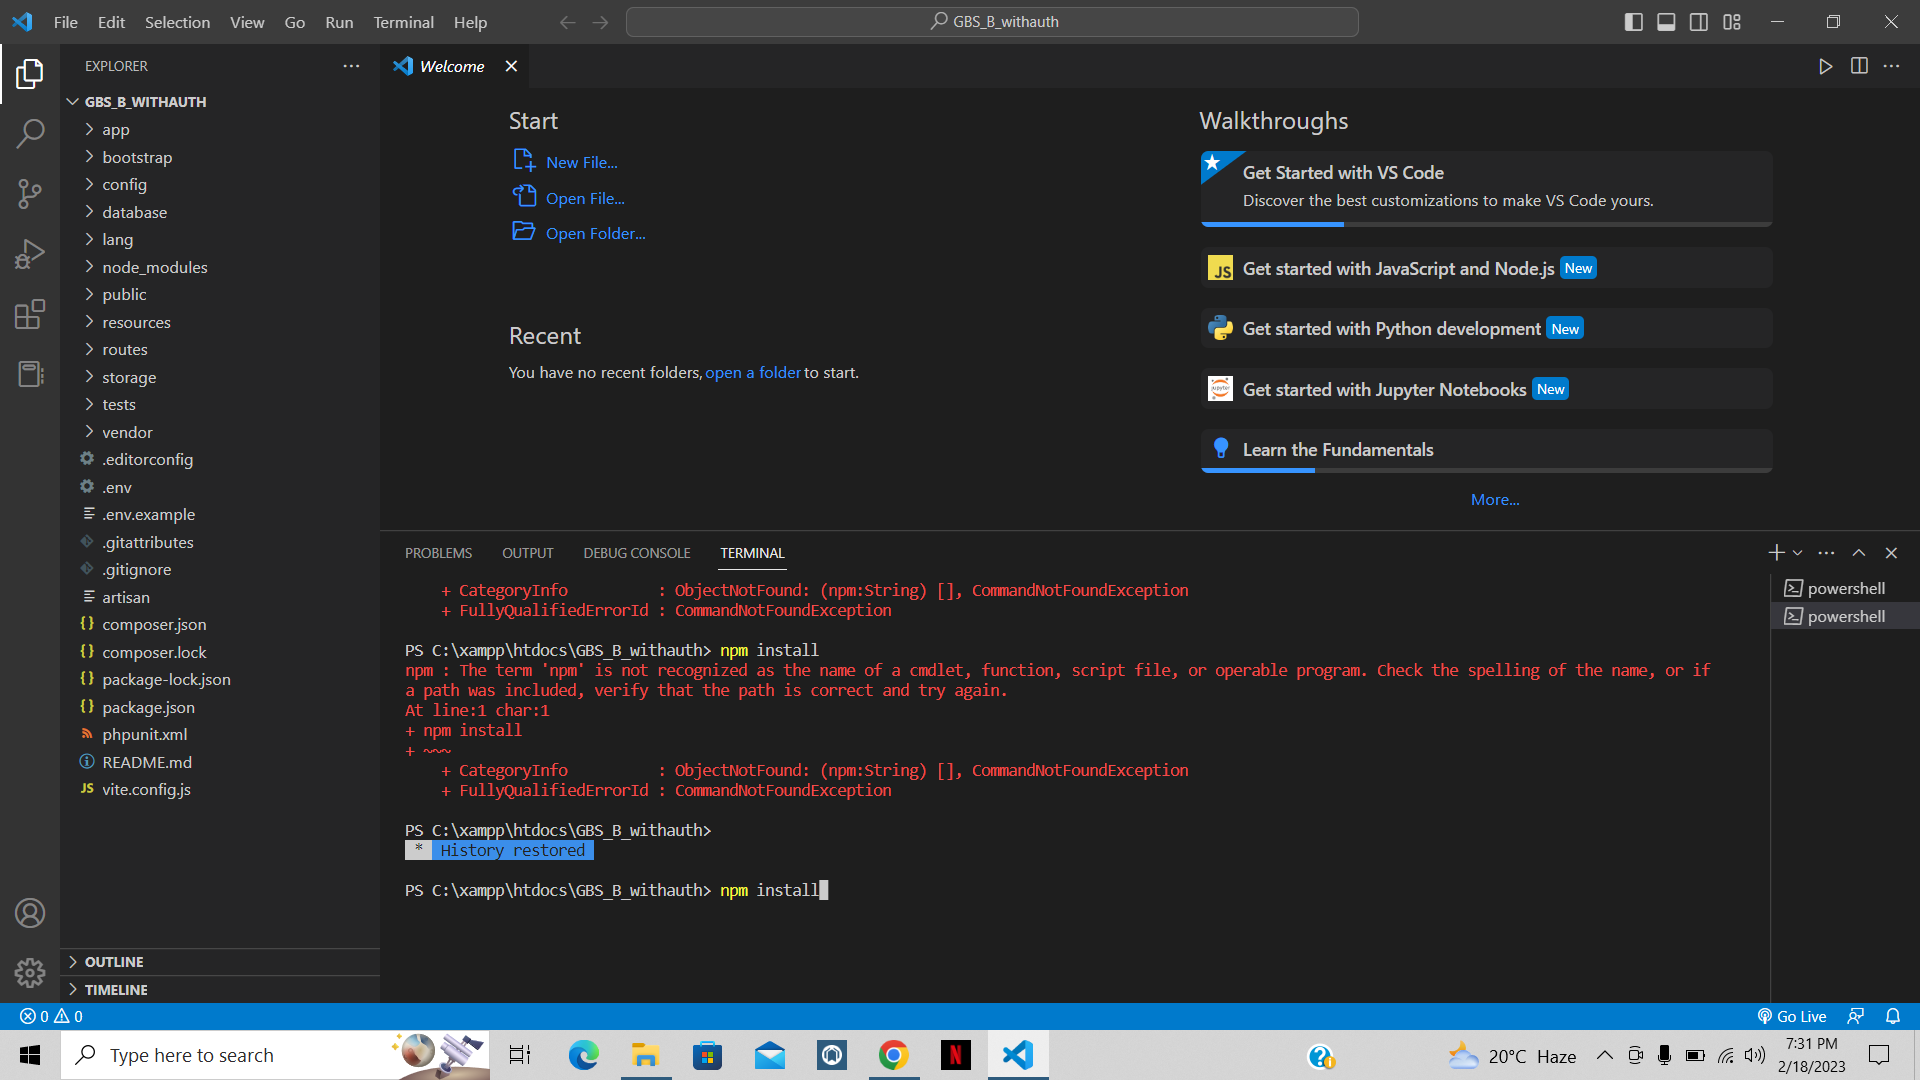 File Edit Selection View Go Run Terminal Help
GBS_B_withauth
EXPLORER
GBS_B_WITHAUTH
app
bootstrap
config
database
lang
node_modules
public
resources
routes
storage
tests
vendor
.editorconfig
.env
.env.example
.gitattributes
.gitignore
artisan
composer.json
composer.lock
package-lock.json
package.json
phpunit.xml
README.md
JS vite.config.js
OUTLINE
TIMELINE
Welcome
Start
New File...
Open File...
Open Folder...
Recent
You have no recent folders, open a folder to start.
Walkthroughs
Get Started with VS Code
Discover the best customizations to make VS Code yours.
JS Get started with JavaScript and Node.js New
Get started with Python development New
jupyter Get started with Jupyter Notebooks New
Learn the Fundamentals
More...
PROBLEMS OUTPUT DEBUG CONSOLE TERMINAL
+ CategoryInfo : ObjectNotFound: (npm:String) [], CommandNotFoundException
+ FullyQualifiedErrorId : CommandNotFoundException
PS C:\xampp\htdocs\GBS_B_withauth> npm install
npm : The term 'npm' is not recognized as the name of a cmdlet, function, script file, or operable program. Check the spelling of the name, or if
a path was included, verify that the path is correct and try again.
At line:1 char:1
+ npm install
+ ~~~
+ CategoryInfo : ObjectNotFound: (npm:String) [], CommandNotFoundException
+ FullyQualifiedErrorId : CommandNotFoundException
PS C:\xampp\htdocs\GBS_B_withauth>
* History restored
PS C:\xampp\htdocs\GBS_B_withauth> npm install
powershell
powershell
0 0
Go Live
Type here to search
N
20°C Haze
7:31 PM
2/18/2023